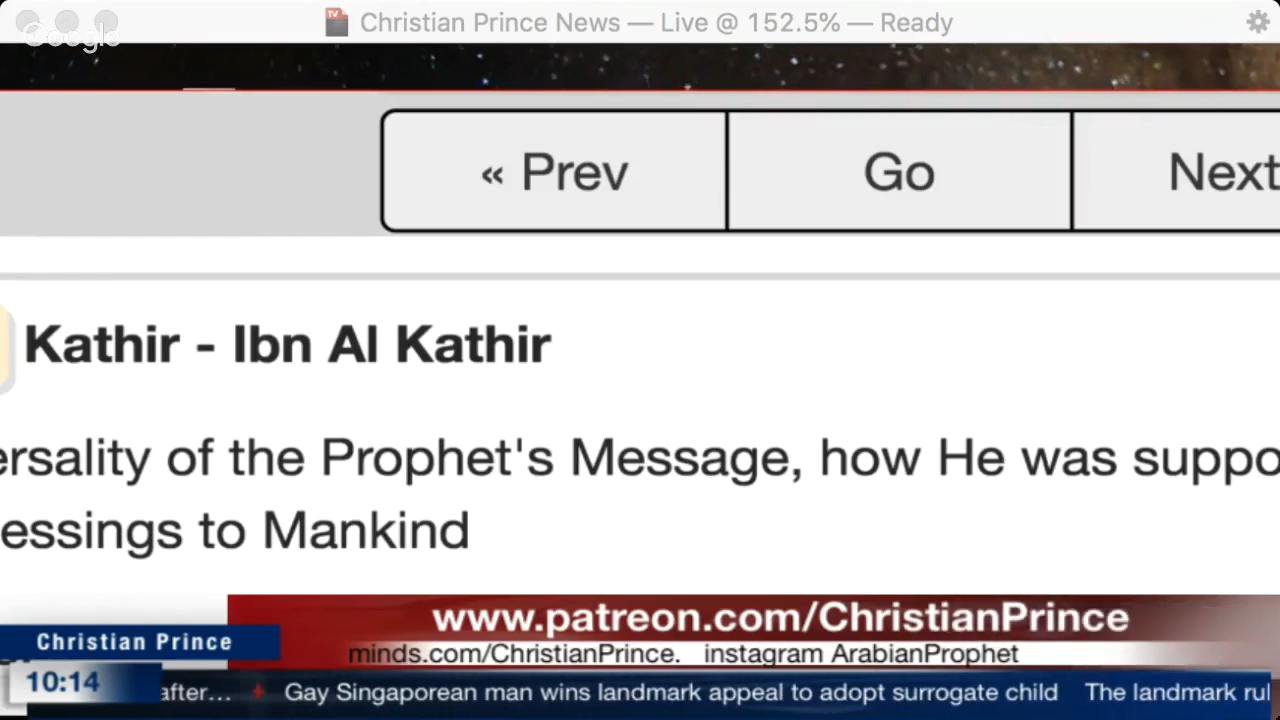 Christian Prince News — Live @ 152.5% — Ready
Google
« Prev
Go
Next
Kathir - Ibn Al Kathir
ersality of the Prophet's Message, how He was suppo
essings to Mankind
www.patreon.com/ChristianPrince
Christian Prince
minds.com/ChristianPrince. instagram ArabianProphet
10:14
after... + Gay Singaporean man wins landmark appeal to adopt surrogate child The landmark rul